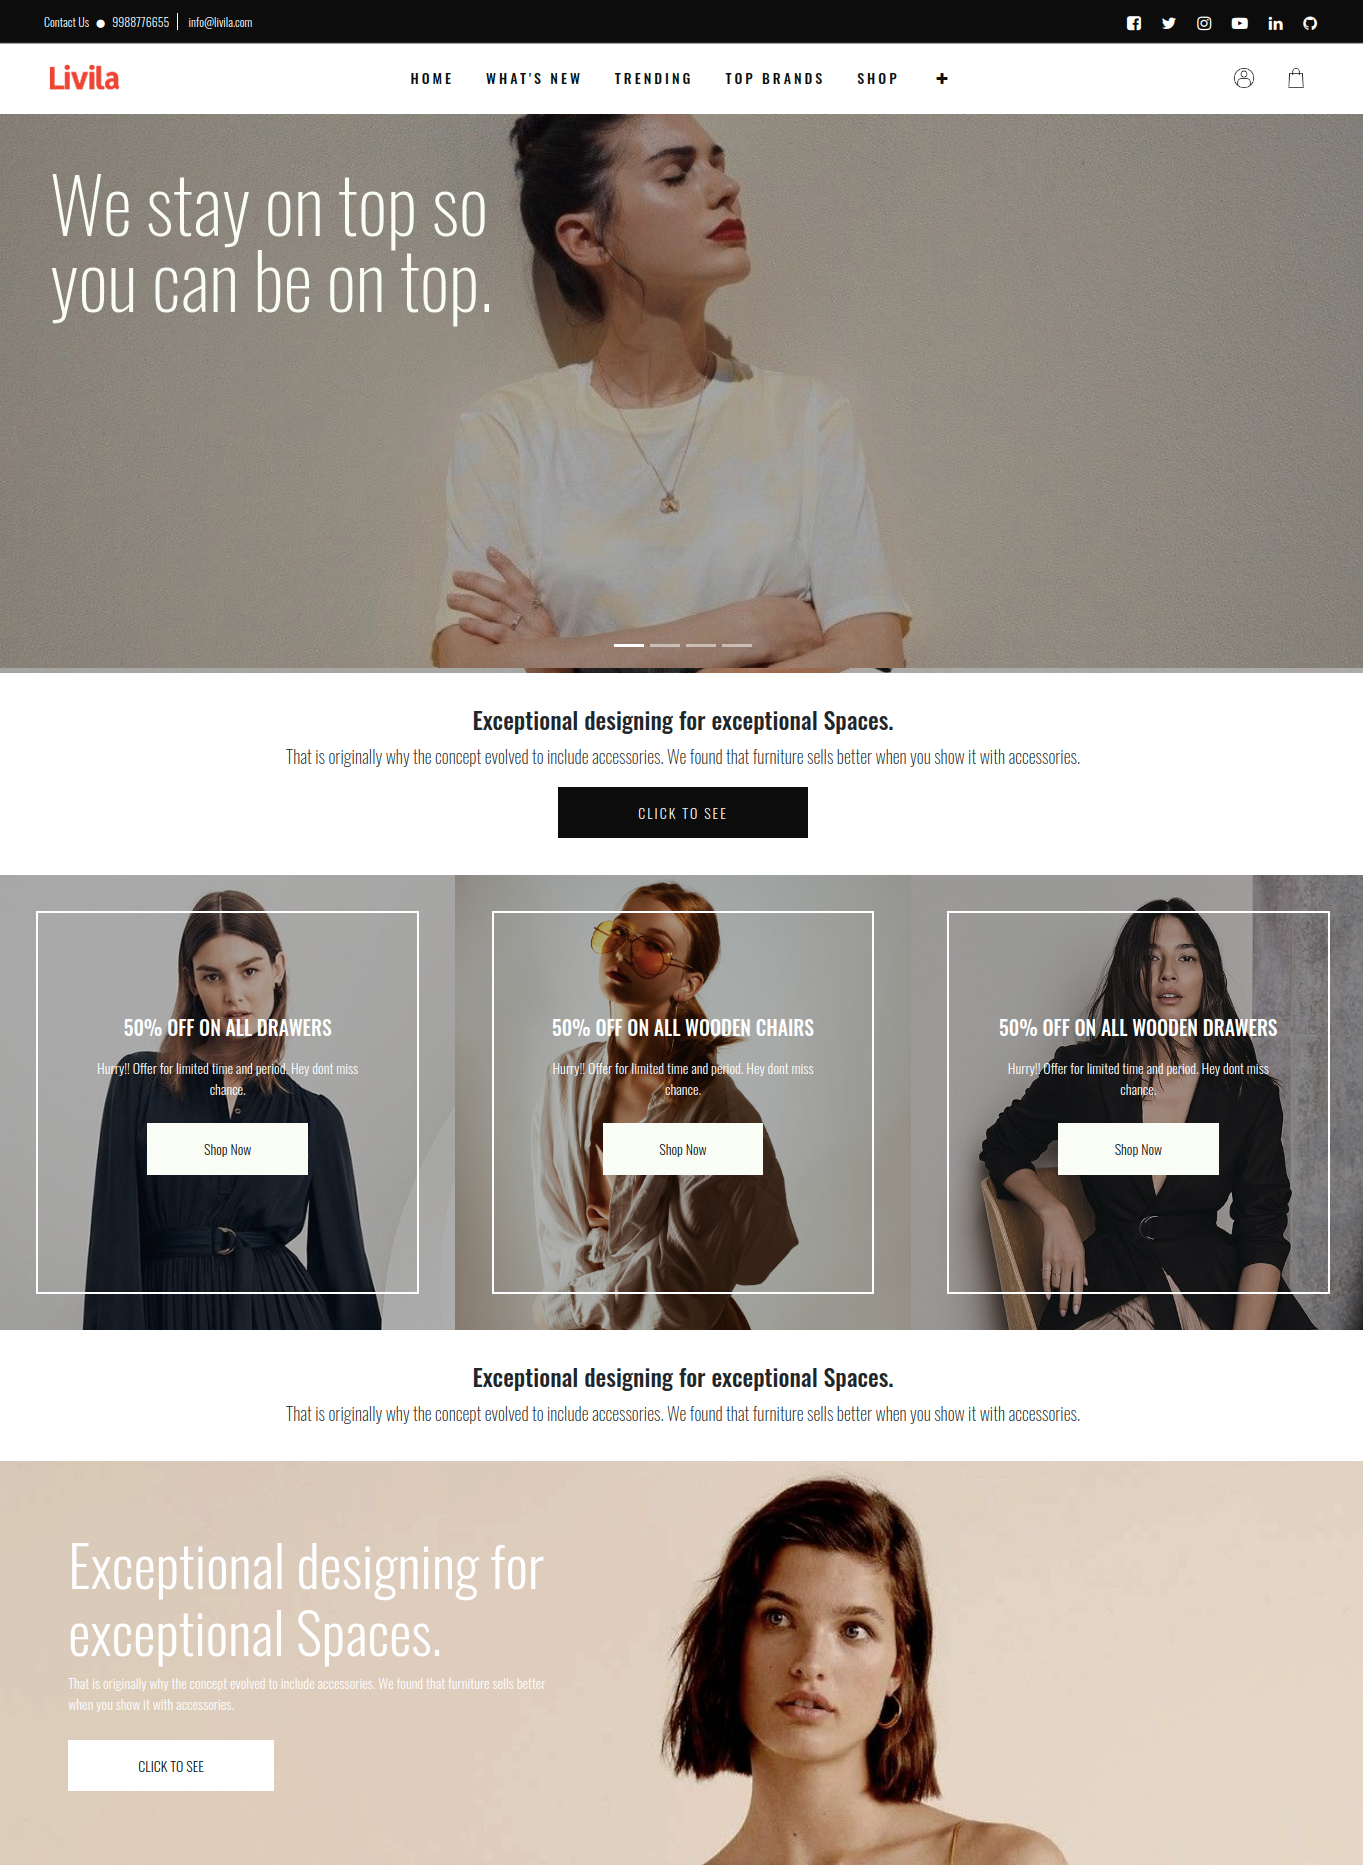 Contact Us 9988776655 info@livila.com
Livila
HOME WHAT'S NEW TRENDING TOP BRANDS SHOP
We stay on top so
you can be on top.
Exceptional designing for exceptional Spaces.
That is originally why the concept evolved to include accessories. We found that furniture sells better when you show it with accessories.
CLICK TO SEE
50% OFF ON ALL DRAWERS
Hurry!! Offer for limited time and period. Hey dont miss
chance.
Shop Now
50% OFF ON ALL WOODEN CHAIRS
Hurry!! Offer for limited time and period. Hey dont miss
chance.
Shop Now
50% OFF ON ALL WOODEN DRAWERS
Hurry!! Offer for limited time and period. Hey dont miss
chance.
Shop Now
Exceptional designing for exceptional Spaces.
That is originally why the concept evolved to include accessories. We found that furniture sells better when you show it with accessories.
Exceptional designing for
exceptional Spaces.
That is originally why the concept evolved to include accessories. We found that furniture sells better
when you show it with accessories.
CLICK TO SEE